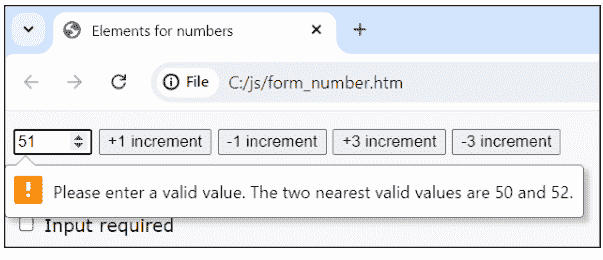 Elements for numbers
File C:/js/form_number.htm
51 +1 increment -1 increment +3 increment -3 increment
Please enter a valid value. The two nearest valid values are 50 and 52.
Input required